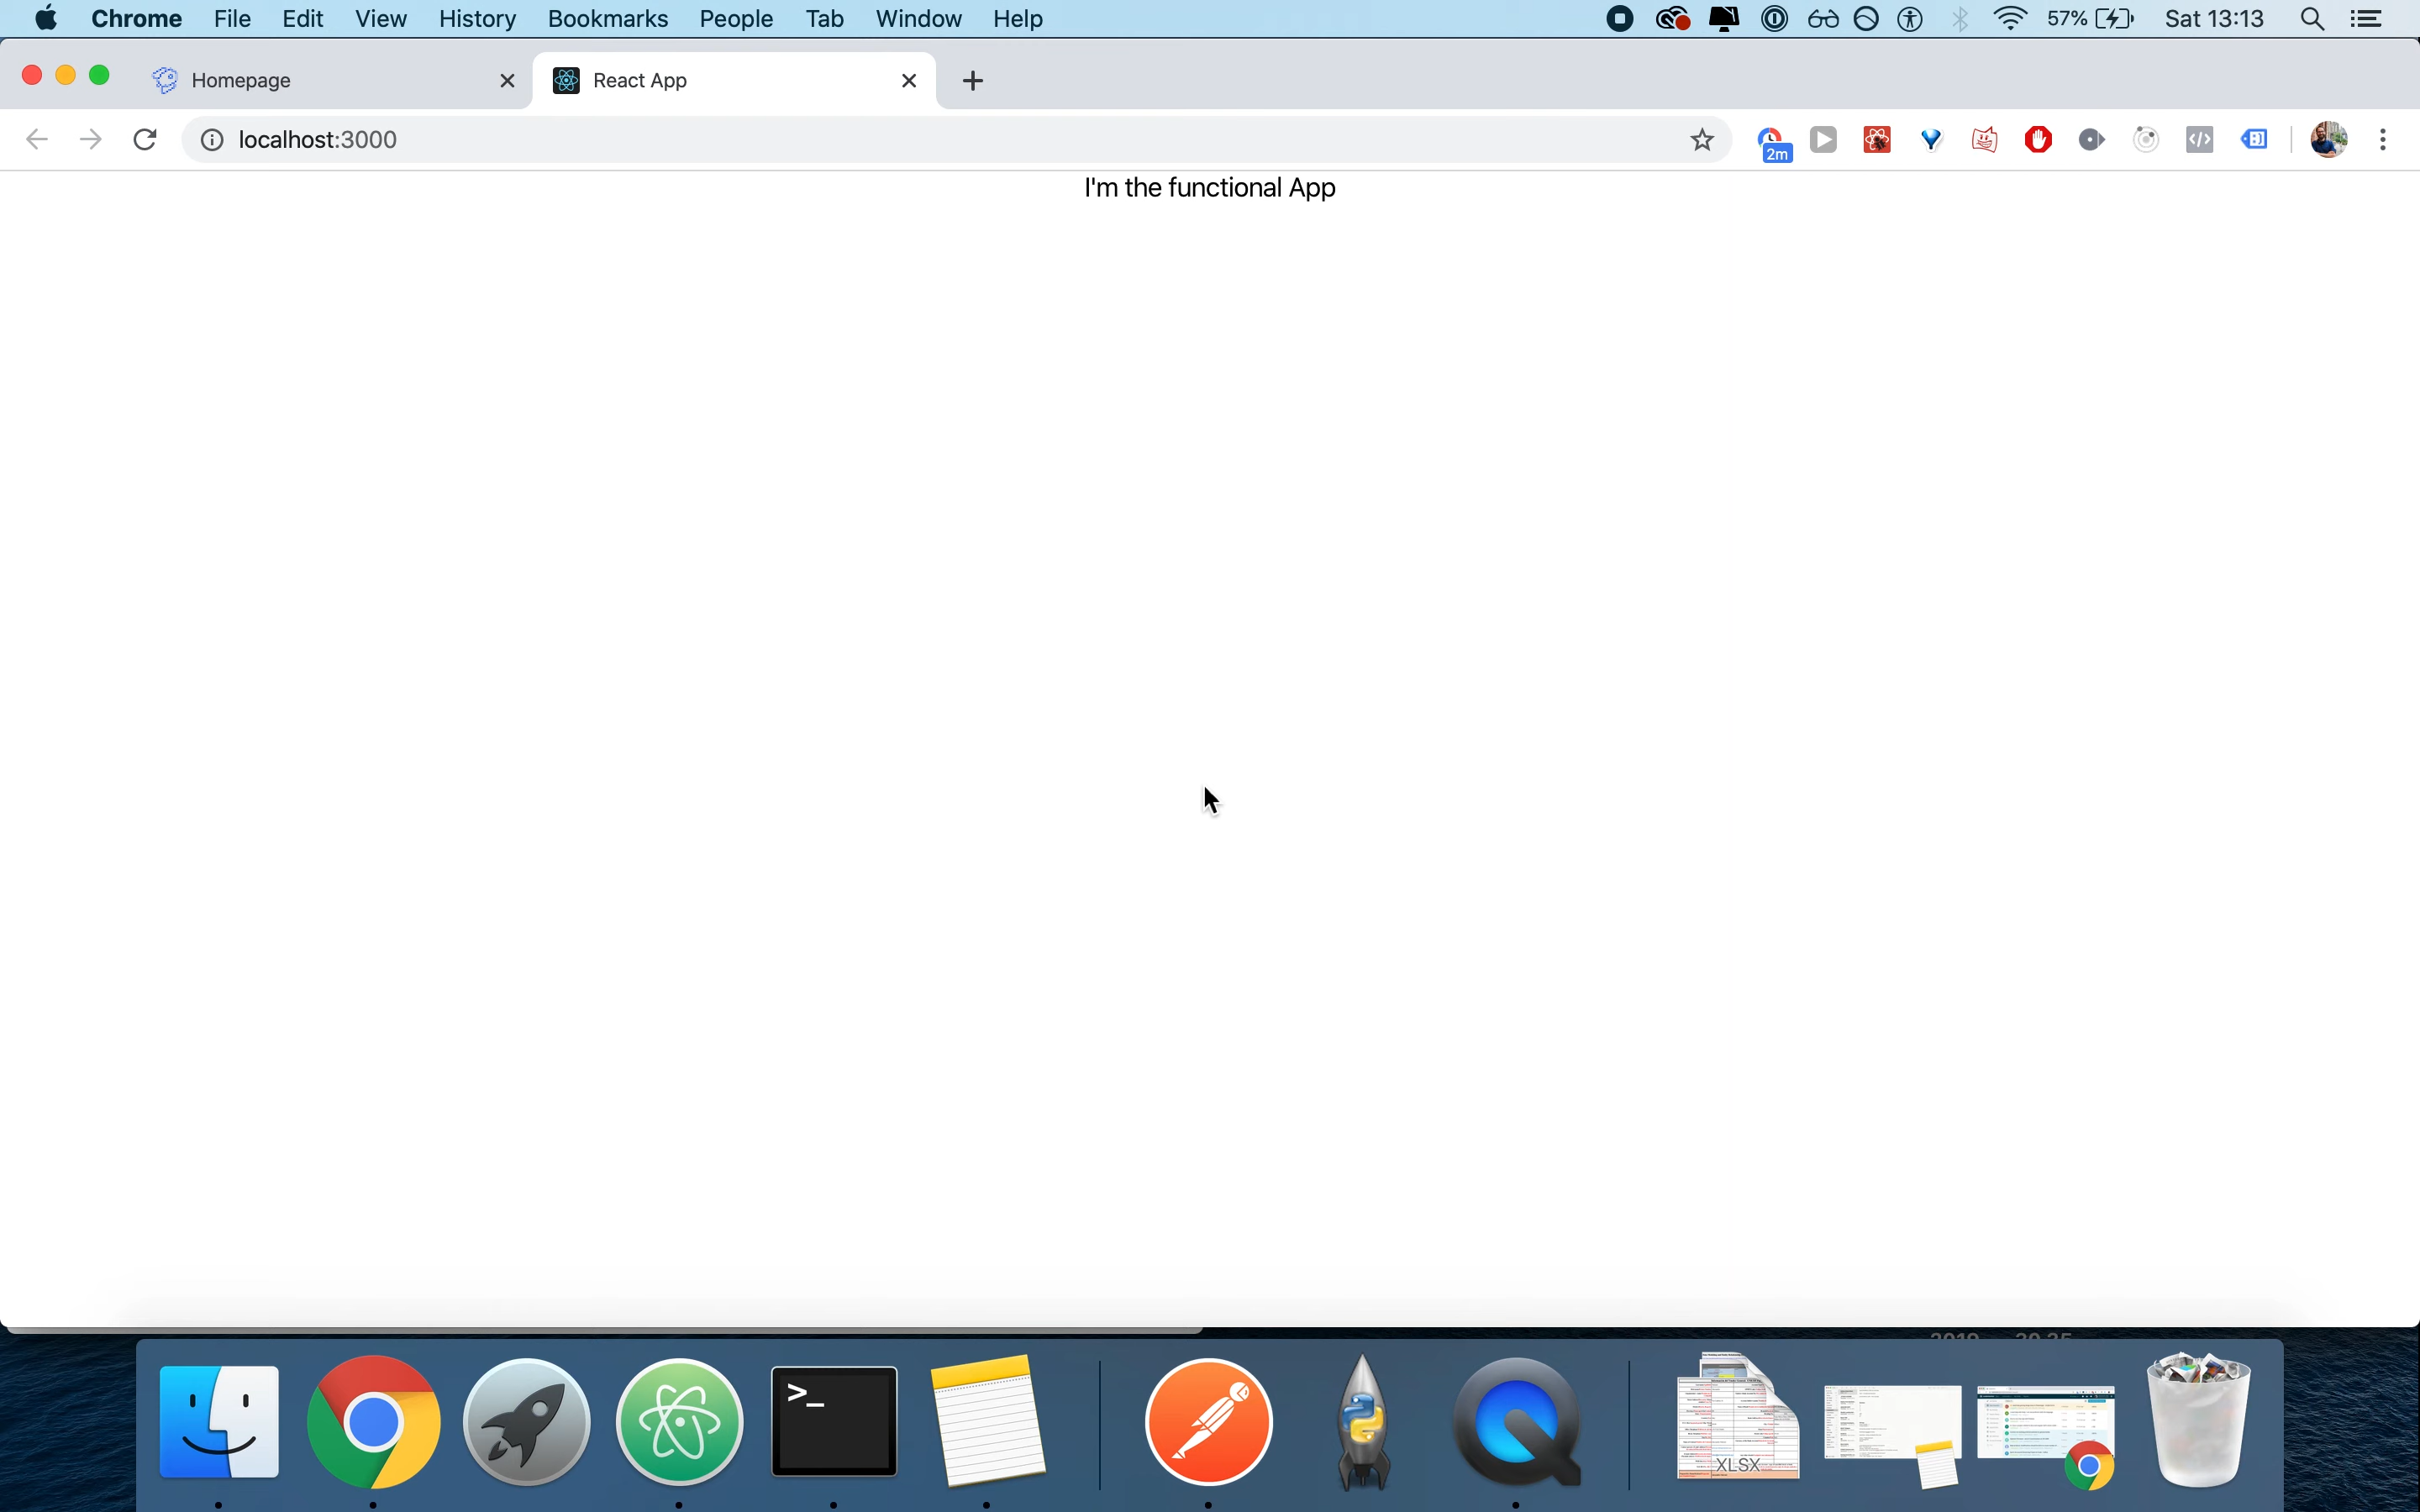 Chrome File Edit View History Bookmarks People Tab Window Help 57% Sat 13:13
Homepage React App
localhost:3000 2m
I'm the functional App
>_
XLSX